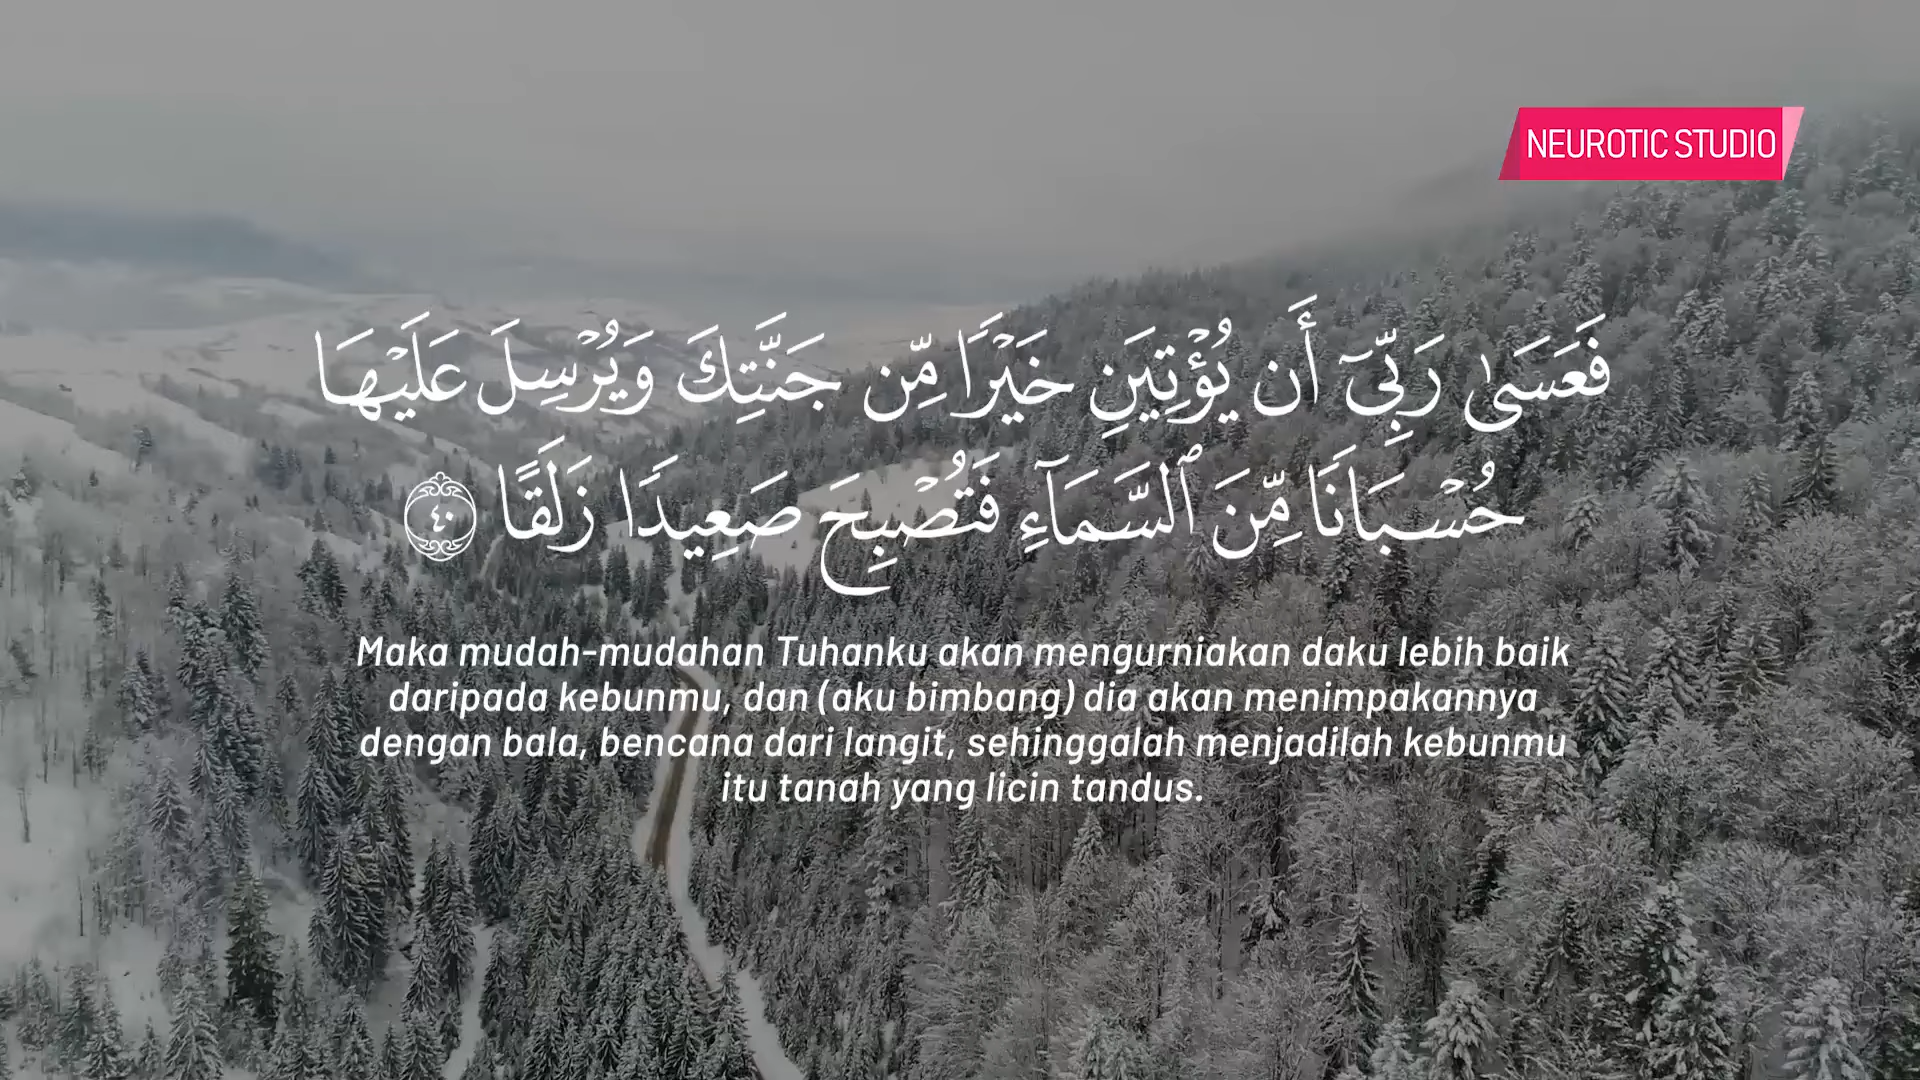 NEUROTIC STUDIO
فَعَسَىٰ رَبِّيٓ أَن يُؤْتِيَنِ خَيْرًا مِّن جَنَّتِكَ وَيُرْسِلَ عَلَيْهَا
حُسْبَانًا مِّنَ ٱلسَّمَآءِ فَتُصْبِحَ صَعِيدًا زَلَقًا ٤٠
Maka mudah-mudahan Tuhanku akan mengurniakan daku lebih baik
daripada kebunmu, dan (aku bimbang) dia akan menimpakannya
dengan bala, bencana dari langit, sehinggalah menjadilah kebunmu
itu tanah yang licin tandus.